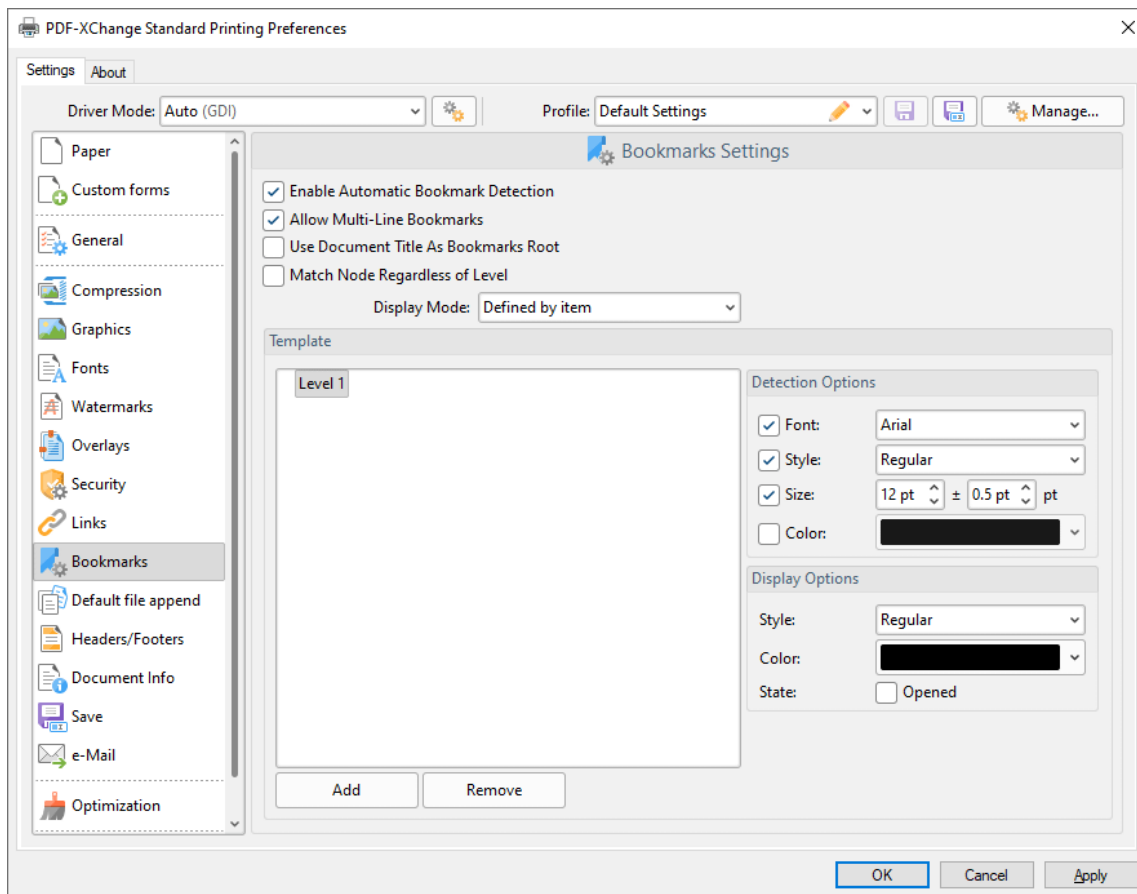 PDF-XChange Standard Printing Preferences
Settings About
Driver Mode: Auto (GDI) Profile: Default Settings Manage...
Paper
Custom forms
General
Compression
Graphics
Fonts
Watermarks
Overlays
Security
Links
Bookmarks
Default file append
Headers/Footers
Document Info
Save
e-Mail
Optimization
Bookmarks Settings
Enable Automatic Bookmark Detection
Allow Multi-Line Bookmarks
Use Document Title As Bookmarks Root
Match Node Regardless of Level
Display Mode: Defined by item
Template
Level 1
Add Remove
Detection Options
Font: Arial
Style: Regular
Size: 12 pt ± 0.5 pt pt
Color:
Display Options
Style: Regular
Color:
State: Opened
OK Cancel Apply